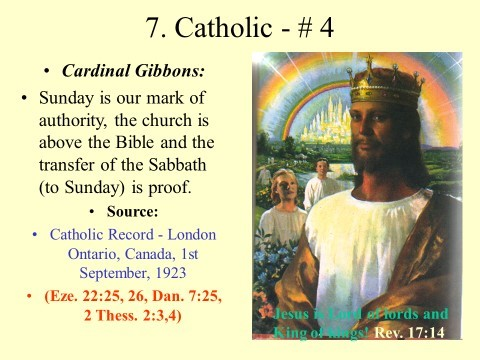 7. Catholic - # 4
• Cardinal Gibbons:
• Sunday is our mark of
authority, the church is
above the Bible and the
transfer of the Sabbath
(to Sunday) is proof.
• Source:
• Catholic Record - London
Ontario, Canada, 1st
September, 1923
• (Eze. 22:25, 26, Dan. 7:25,
2 Thess. 2:3,4)
Jesus is Lord of lords and
King of kings! Rev. 17:14